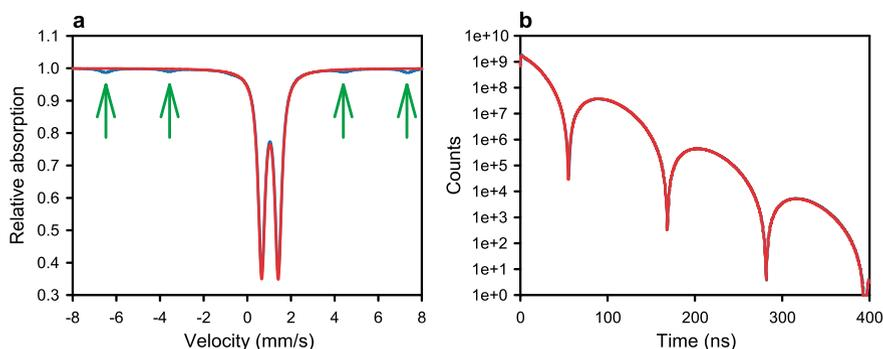 a
1.1
1.0
0.9
0.8
0.7
0.6
0.5
0.4
0.3
Relative absorption
-8 -6 -4 -2 0 2 4 6 8
Velocity (mm/s)
b
1e+10
1e+9
1e+8
1e+7
1e+6
1e+5
1e+4
1e+3
1e+2
1e+1
1e+0
Counts
0 100 200 300 400
Time (ns)